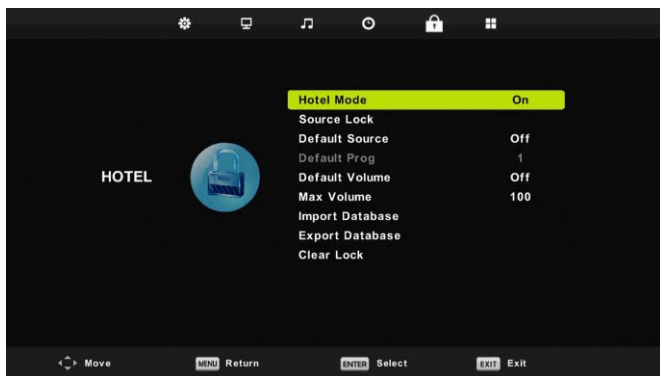 Hotel Mode On
Source Lock
Default Source Off
Default Prog 1
HOTEL
Default Volume Off
Max Volume 100
Import Database
Export Database
Clear Lock
Move MENU Return ENTER Select EXIT Exit